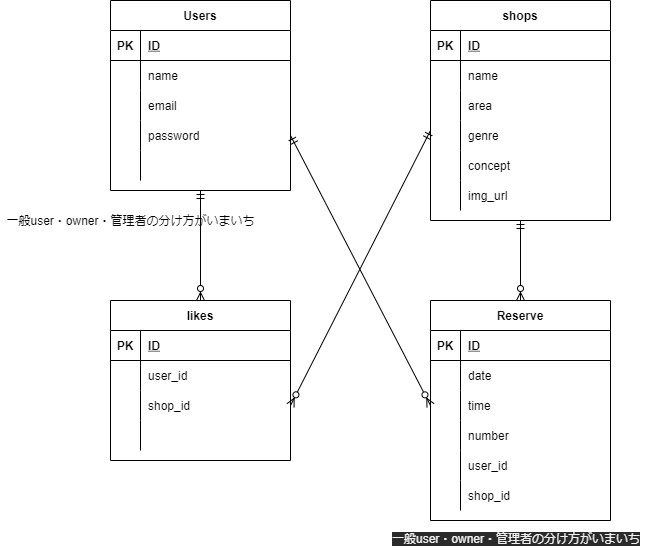 Users
PK ID
name
email
password
shops
PK ID
name
area
genre
concept
img_url
一般user・owner・管理者の分け方がいまいち
likes
PK ID
user_id
shop_id
Reserve
PK ID
date
time
number
user_id
shop_id
一般user・owner・管理者の分け方がいまいち